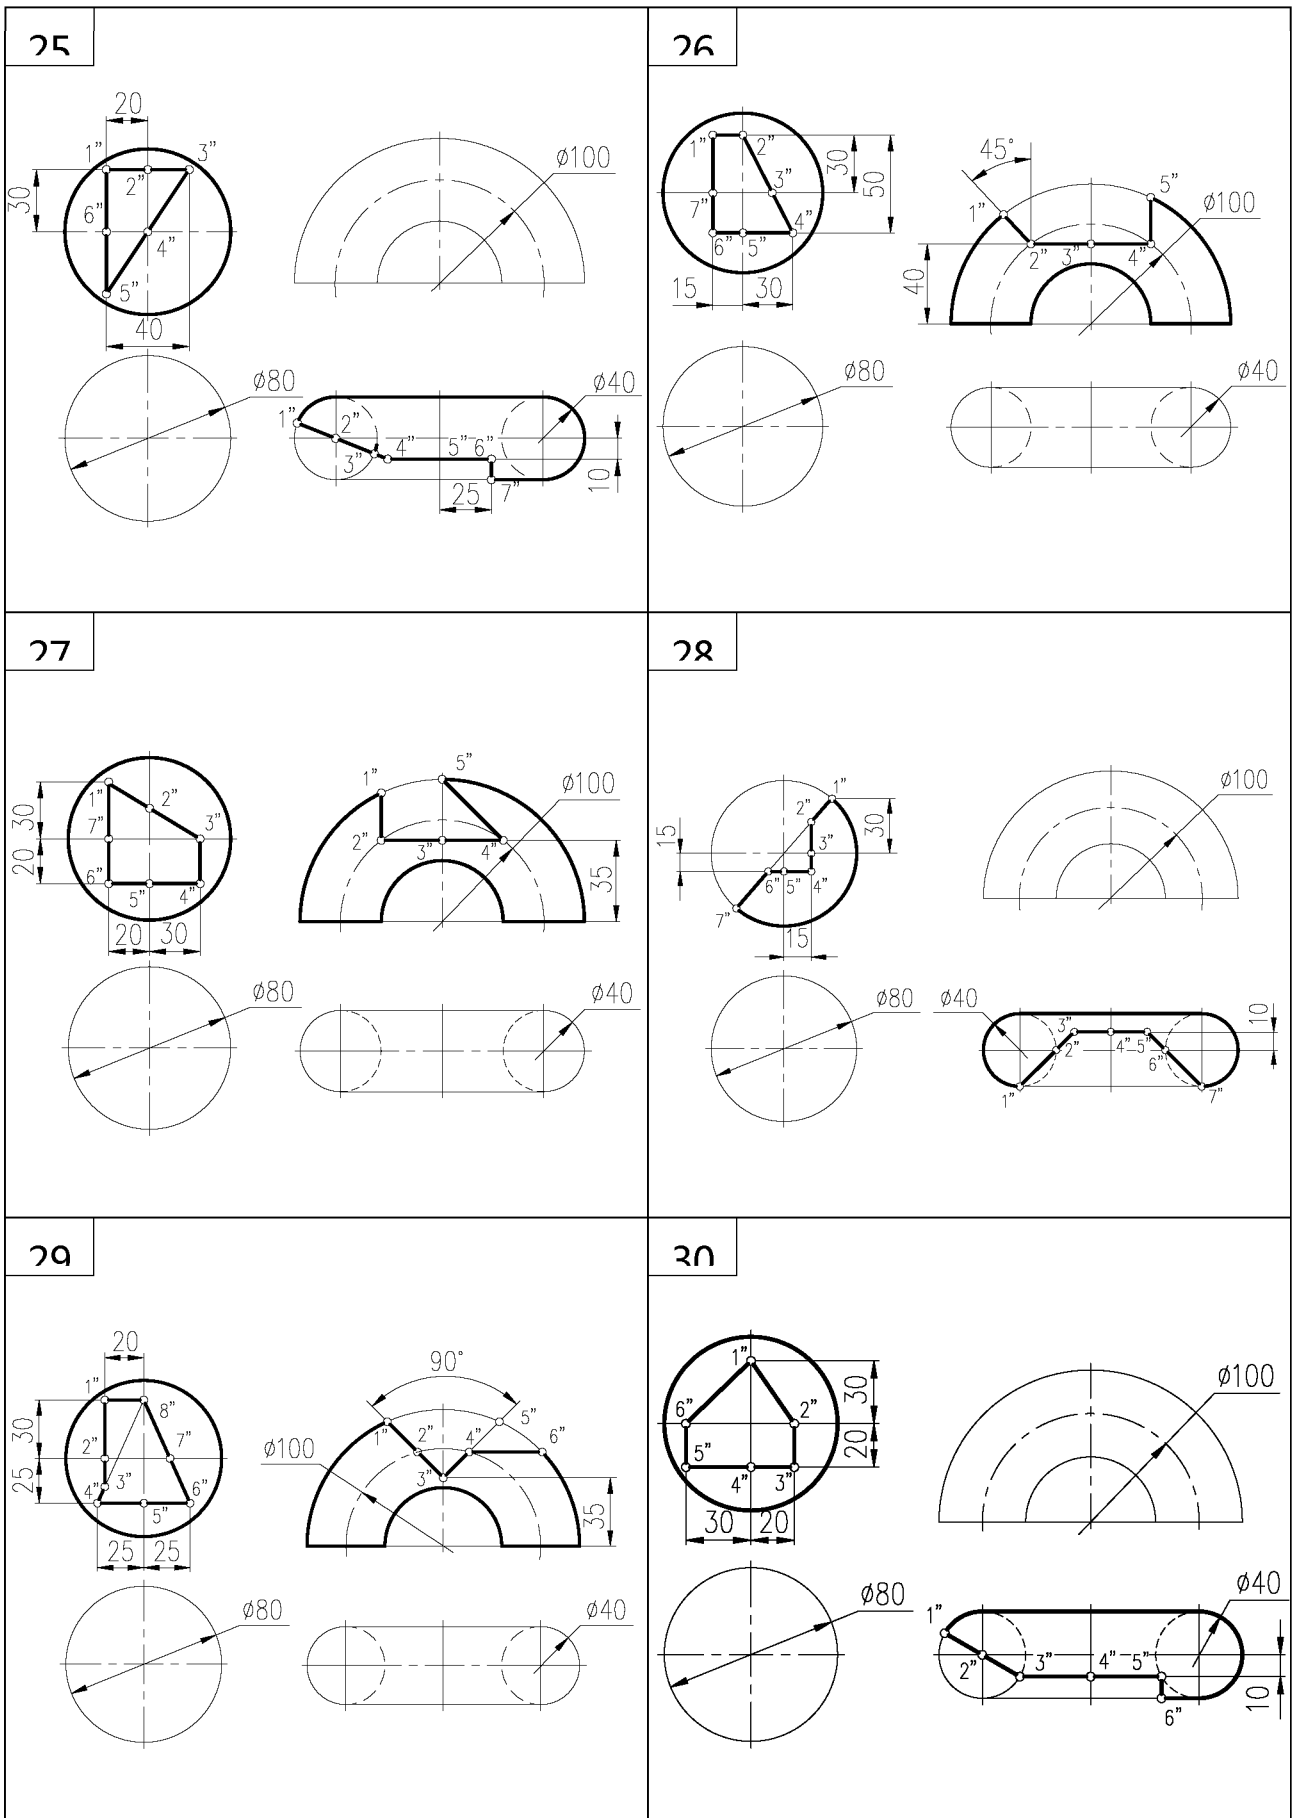 25
20
1” 3”
2”
30
6”
4”
5”
40
ø100
ø80
ø40
1” 2”
3” 4” 5” 6”
7”
25
10
26
1” 2”
3”
7”
6” 5” 4”
30
50
15 30
45°
1” 5”
2” 3” 4”
ø100
40
ø80
ø40
27
30
20
1” 2”
7” 3”
6” 5” 4”
20 30
1” 5”
2” 3” 4”
ø100
35
ø80
ø40
28
1”
2”
15
3”
30
6” 5” 4”
7”
15
ø100
ø80
ø40
3”
2” 4” 5”
6”
1” 7”
10
29
20
1”
8”
30
2” 7”
25
3”
4” 5” 6”
25 25
90°
1” 5”
2” 4” 6”
3”
ø100
35
ø80
ø40
30
1”
30
6” 2”
20
5” 4” 3”
30 20
ø100
ø80
ø40
1”
2” 3” 4” 5”
6”
10